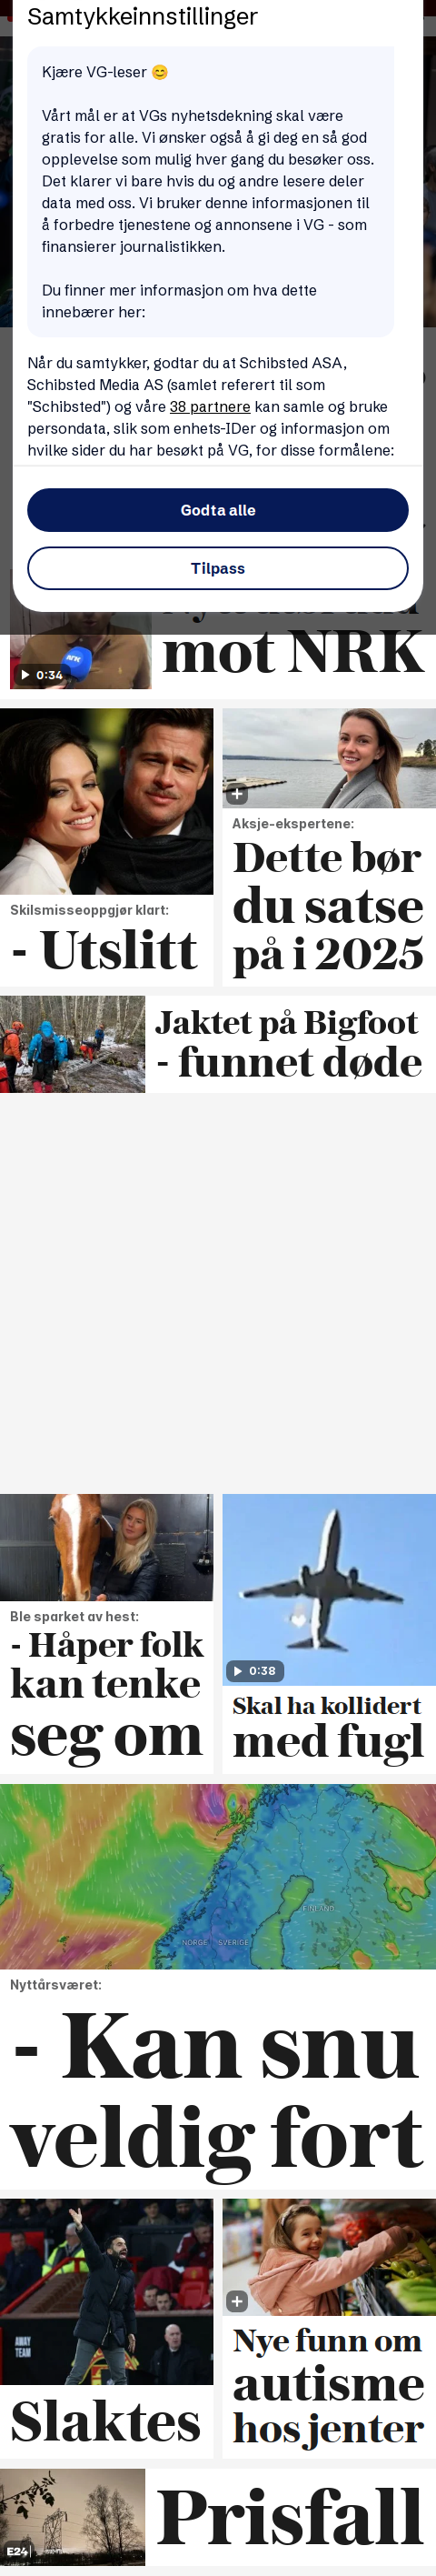 Samtykkeinnstillinger
Kjære VG-leser 😊
Vårt mål er at VGs nyhetsdekning skal være
gratis for alle. Vi ønsker også å gi deg en så god
opplevelse som mulig hver gang du besøker oss.
Det klarer vi bare hvis du og andre lesere deler
data med oss. Vi bruker denne informasjonen til
å forbedre tjenestene og annonsene i VG - som
finansierer journalistikken.
Du finner mer informasjon om hva dette
innebærer her:
Når du samtykker, godtar du at Schibsted ASA,
Schibsted Media AS (samlet referert til som
"Schibsted") og våre 38 partnere kan samle og bruke
persondata, slik som enhets-IDer og informasjon om
hvilke sider du har besøkt på VG, for disse formålene:
Godta alle
Tilpass
mot NRK
NRK
0:34
Skilsmisseoppgjør klart:
- Utslitt
Aksje-ekspertene:
Dette bør
du satse
på i 2025
Jaktet på Bigfoot
- funnet døde
Ble sparket av hest:
- Håper folk
kan tenke
seg om
0:38
Skal ha kollidert
med fugl
FINLAND
NORGE SVERIGE
Nyttårsværet:
- Kan snu
veldig fort
AWAY
TEAM
Slaktes
Nye funn om
autisme
hos jenter
E24
Prisfall